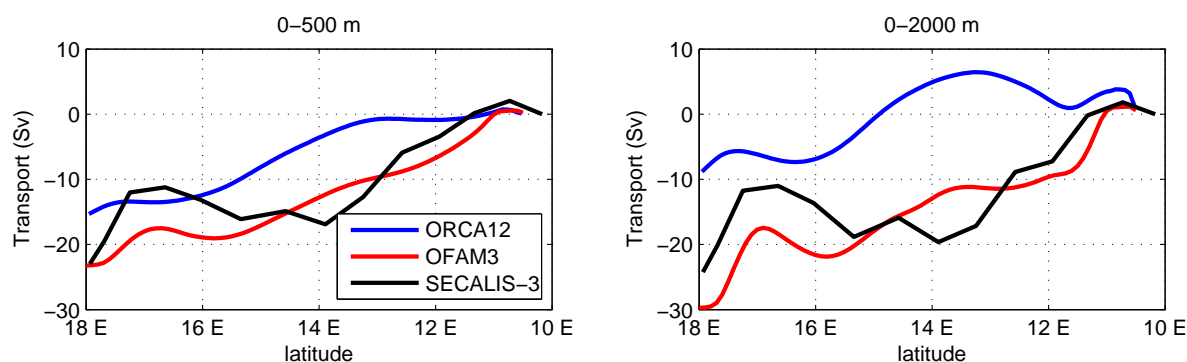 0−500 m
10
0
−10
−20
−30
Transport (Sv)
18 E
16 E
14 E
12 E
10 E
latitude
ORCA12
OFAM3
SECALIS−3
0−2000 m
10
0
−10
−20
−30
Transport (Sv)
18 E
16 E
14 E
12 E
10 E
latitude